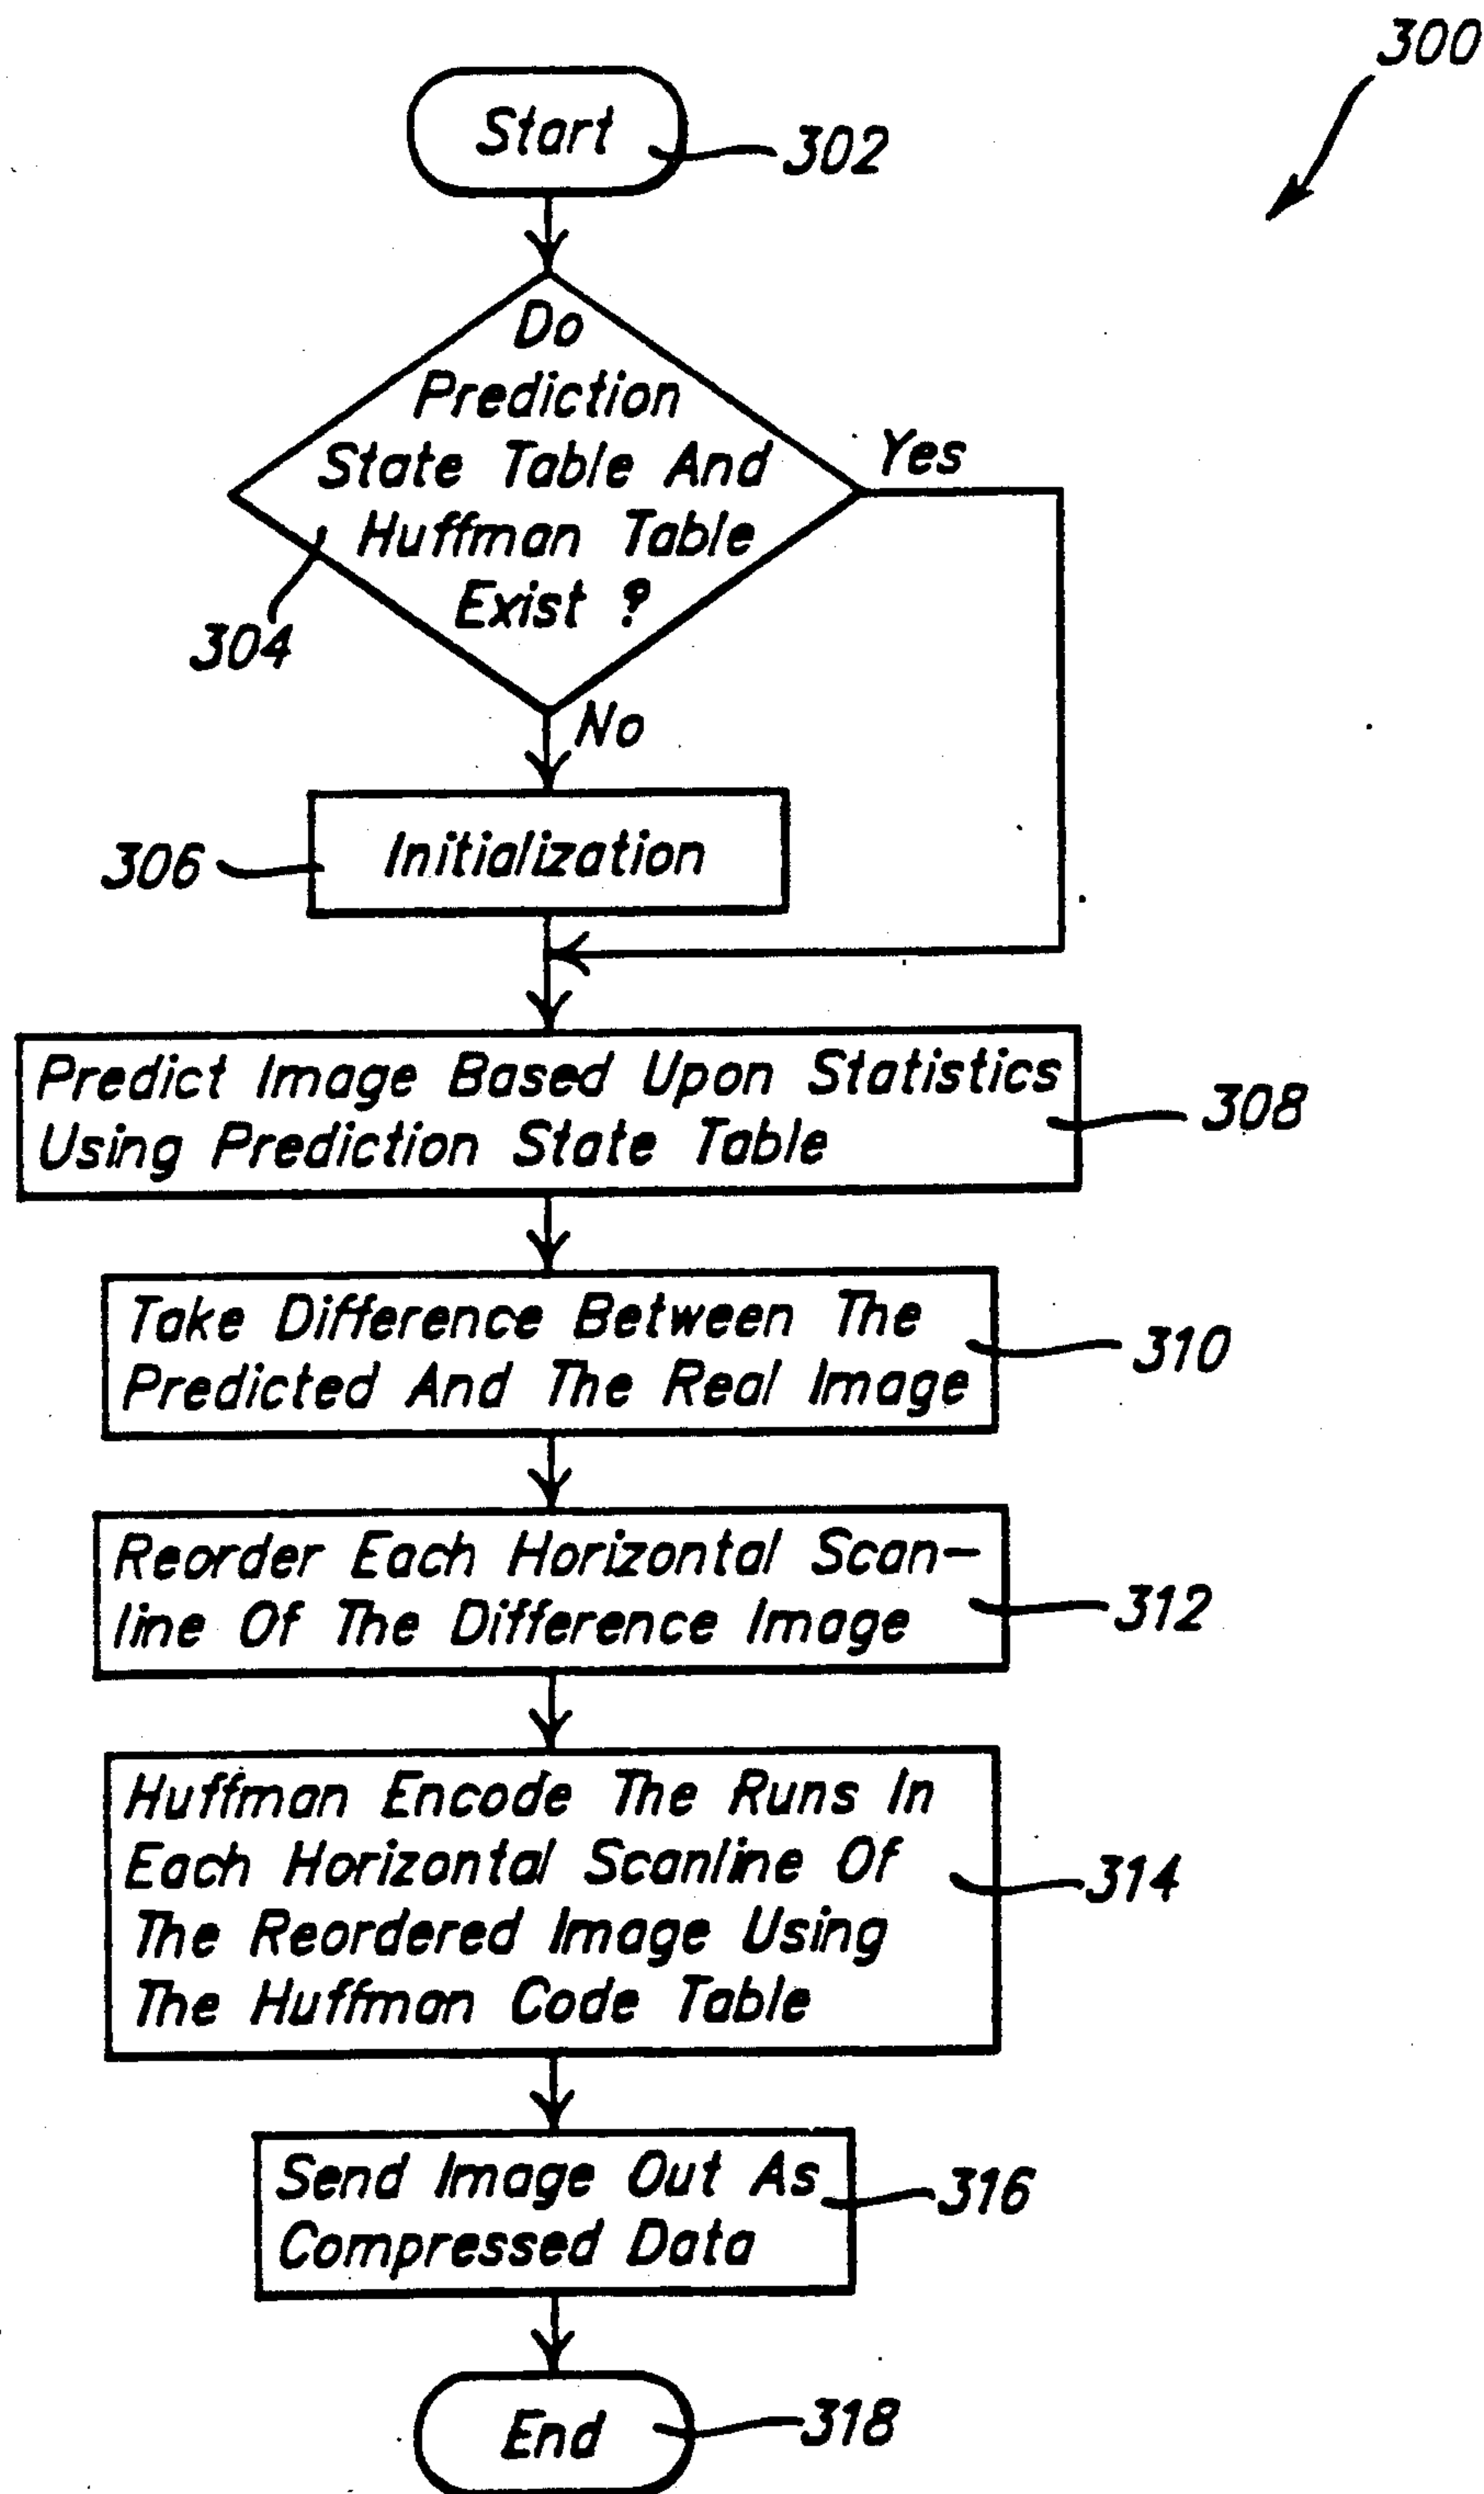 300
Start
302
Do
Prediction
State Table And
Huffman Table
Exist ?
Yes
304
No
306
Initialization
Predict Image Based Upon Statistics
Using Prediction State Table
308
Take Difference Between The
Predicted And The Real Image
310
Reorder Each Horizontal Scan-
line Of The Difference Image
312
Huffman Encode The Runs In
Each Horizontal Scanline Of
The Reordered Image Using
The Huffman Code Table
314
Send Image Out As
Compressed Data
316
End
318